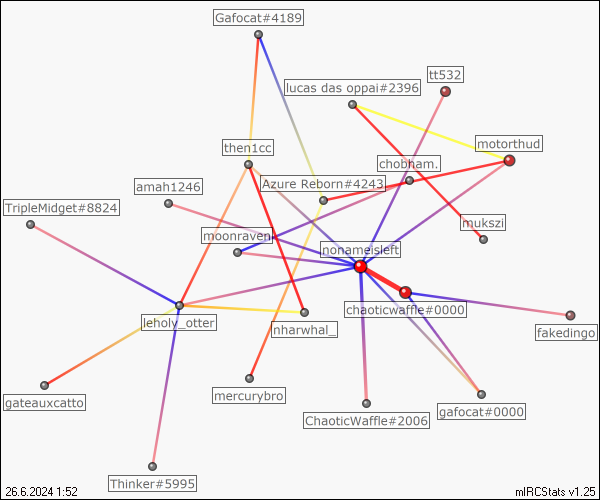 Gafocat#4189
tt532
lucas das oppai#2396
motorthud
then1cc
chobham.
Azure Reborn#4243
amah1246
TripleMidget#8824
mukszi
moonraven
nonameisleft
chaoticwaffle#0000
leholy_otter
nharwhal_
fakedingo
mercurybro
gateauxcatto
gafocat#0000
ChaoticWaffle#2006
Thinker#5995
26.6.2024 1:52
mIRCStats v1.25